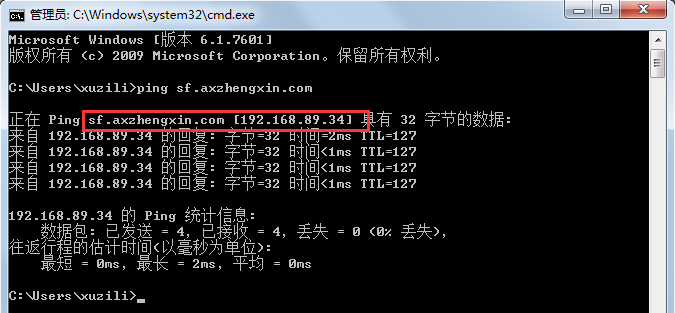 管理员: C:\Windows\system32\cmd.exe
Microsoft Windows [版本 6.1.7601]
版权所有 (c) 2009 Microsoft Corporation。保留所有权利。
C:\Users\xuzili>ping sf.axzhengxin.com
正在 Ping sf.axzhengxin.com [192.168.89.34] 具有 32 字节的数据:
来自 192.168.89.34 的回复: 字节=32 时间=2ms TTL=127
来自 192.168.89.34 的回复: 字节=32 时间<1ms TTL=127
来自 192.168.89.34 的回复: 字节=32 时间<1ms TTL=127
来自 192.168.89.34 的回复: 字节=32 时间<1ms TTL=127
192.168.89.34 的 Ping 统计信息:
数据包: 已发送 = 4, 已接收 = 4, 丢失 = 0 (0% 丢失),
往返行程的估计时间(以毫秒为单位):
最短 = 0ms, 最长 = 2ms, 平均 = 0ms
C:\Users\xuzili>_